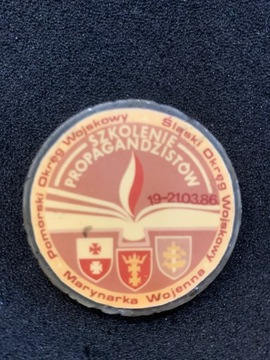 Pomorski Okręg Wojskowy
Śląski Okręg Wojskowy
SZKOLENIE
PROPAGANDZISTÓW
19-21.03.86
Marynarka Wojenna